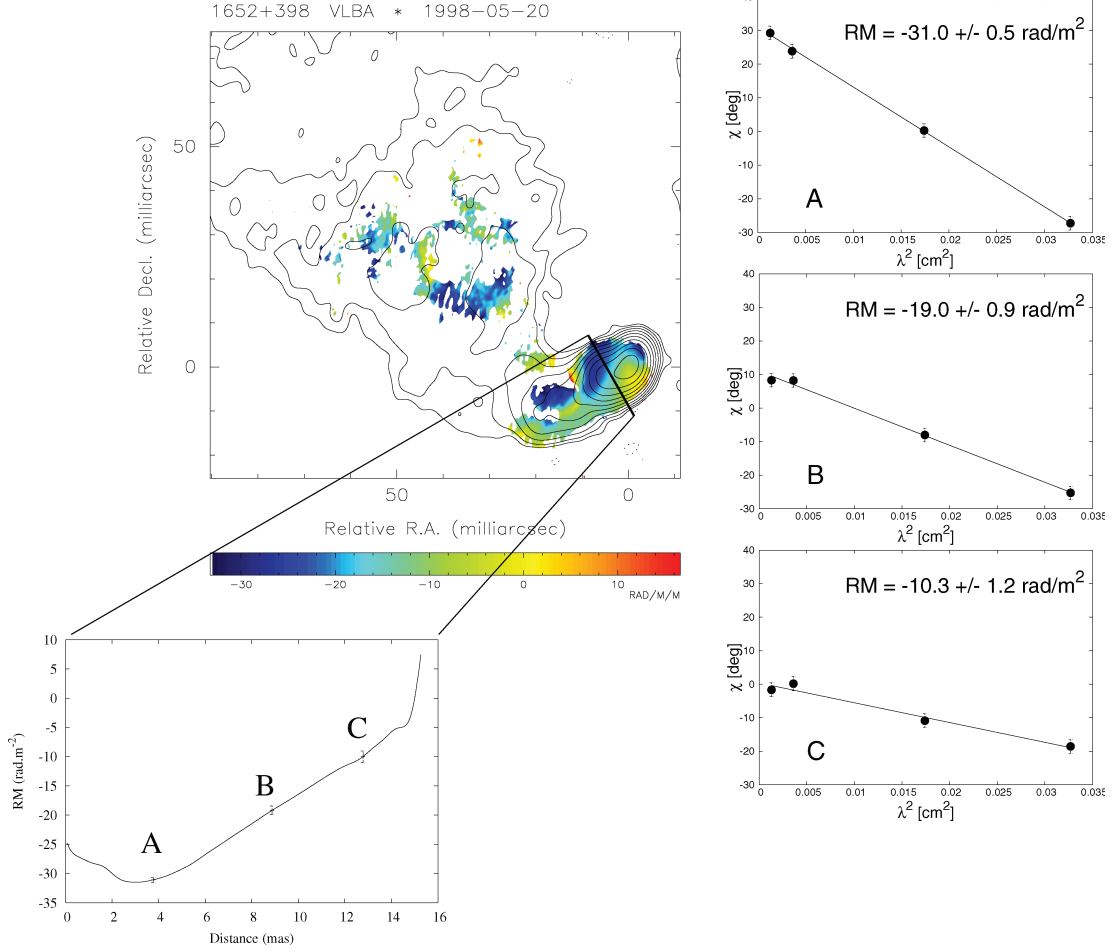 1652+398 VLBA * 1998-05-20
Relative Decl. (milliarcsec)
50
0
50 0
Relative R.A. (milliarcsec)
−30 −20 −10 0 10
RAD/M/M
10
5
0
-5
-10
-15
-20
-25
-30
-35
RM (rad.m-2)
A
B
C
0 2 4 6 8 10 12 14 16
Distance (mas)
RM = -31.0 +/- 0.5 rad/m2
30
20
10
0
-10
-20
-30
χ [deg]
A
0 0.005 0.01 0.015 0.02 0.025 0.03 0.035
λ2 [cm2]
RM = -19.0 +/- 0.9 rad/m2
40
30
20
10
0
-10
-20
-30
χ [deg]
B
0 0.005 0.01 0.015 0.02 0.025 0.03 0.035
λ2 [cm2]
RM = -10.3 +/- 1.2 rad/m2
40
30
20
10
0
-10
-20
-30
χ [deg]
C
0 0.005 0.01 0.015 0.02 0.025 0.03 0.035
λ2 [cm2]